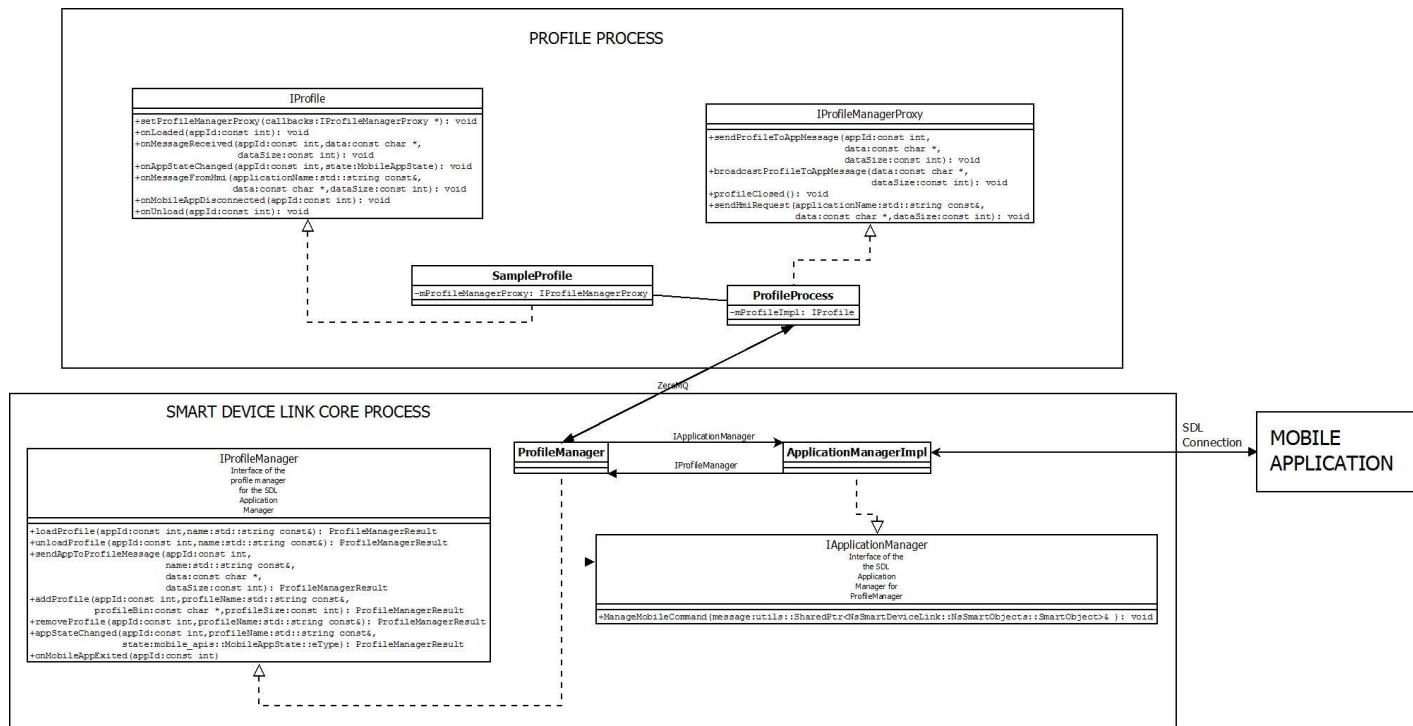 PROFILE PROCESS
IProfile
+setProfileManagerProxy(callbacks:IProfileManagerProxy *): void
+onLoaded(appId:const int): void
+onMessageReceived(appId:const int,data:const char *,
dataSize:const int): void
+onAppStateChanged(appId:const int,state:MobileAppState): void
+onMessageFromHmi(applicationName:std::string const&,
data:const char *,dataSize:const int): void
+onMobileAppDisconnected(appId:const int): void
+onUnload(appId:const int): void
IProfileManagerProxy
+sendProfileToAppMessage(appId:const int,
data:const char *,
dataSize:const int): void
+broadcastProfileToAppMessage(data:const char *,
dataSize:const int): void
+profileClosed(): void
+sendHmiRequest(applicationName:std::string const&,
data:const char *,dataSize:const int): void
SampleProfile
-mProfileManagerProxy: IProfileManagerProxy
ProfileProcess
-mProfileImpl: IProfile
ZeroMQ
SMART DEVICE LINK CORE PROCESS
IProfileManager
Interface of the
profile manager
for the SDL
Application
Manager
+loadProfile(appId:const int,name:std::string const&): ProfileManagerResult
+unloadProfile(appId:const int,name:std::string const&): ProfileManagerResult
+sendAppToProfileMessage(appId:const int,
name:std::string const&,
data:const char *,
dataSize:const int): ProfileManagerResult
+addProfile(appId:const int,profileName:std::string const&,
profileBin:const char *,profileSize:const int): ProfileManagerResult
+removeProfile(appId:const int,profileName:std::string const&): ProfileManagerResult
+appStateChanged(appId:const int,profileName:std::string const&,
state:mobile_apis::MobileAppState::eType): ProfileManagerResult
+onMobileAppExited(appId:const int)
ProfileManager
IApplicationManager
IProfileManager
ApplicationManagerImpl
IApplicationManager
Interface of the
the SDL
Application
Manager for
ProfileManager
+ManageMobileCommand(message:utils::SharedPtr<NsSmartDeviceLink::NsSmartObjects::SmartObject>& ): void
SDL
Connection
MOBILE
APPLICATION